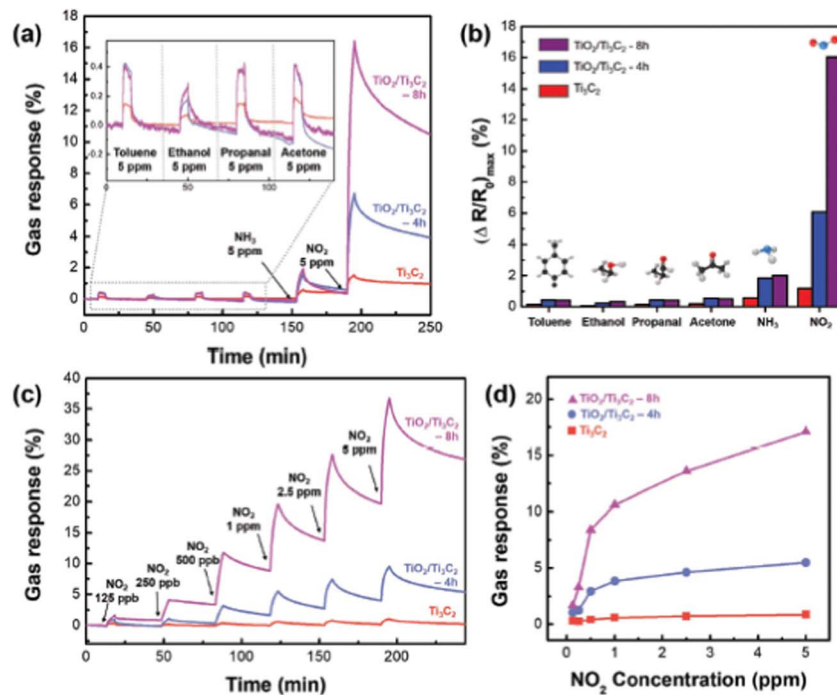 (a)
Gas response (%)
18
16
14
12
10
8
6
4
2
0
0.4
0.2
0.0
-0.2
Toluene Ethanol Propanal Acetone
5 ppm 5 ppm 5 ppm 5 ppm
0 50 100
TiO₂/Ti₃C₂
– 8h
TiO₂/Ti₃C₂
– 4h
Ti₃C₂
NH₃
5 ppm
NO₂
5 ppm
0 50 100 150 200 250
Time (min)
(b)
(Δ R/R₀)max (%)
18
16
14
12
10
8
6
4
2
0
TiO₂/Ti₃C₂ - 8h
TiO₂/Ti₃C₂ - 4h
Ti₃C₂
Toluene Ethanol Propanal Acetone NH₃ NO₂
(c)
Gas response (%)
40
35
30
25
20
15
10
5
0
NO₂
125 ppb
NO₂
250 ppb
NO₂
500 ppb
NO₂
1 ppm
NO₂
2.5 ppm
NO₂
5 ppm
TiO₂/Ti₃C₂
– 8h
TiO₂/Ti₃C₂
– 4h
Ti₃C₂
0 50 100 150 200
Time (min)
(d)
Gas response (%)
20
15
10
5
0
TiO₂/Ti₃C₂ – 8h
TiO₂/Ti₃C₂ – 4h
Ti₃C₂
0 1 2 3 4 5
NO₂ Concentration (ppm)